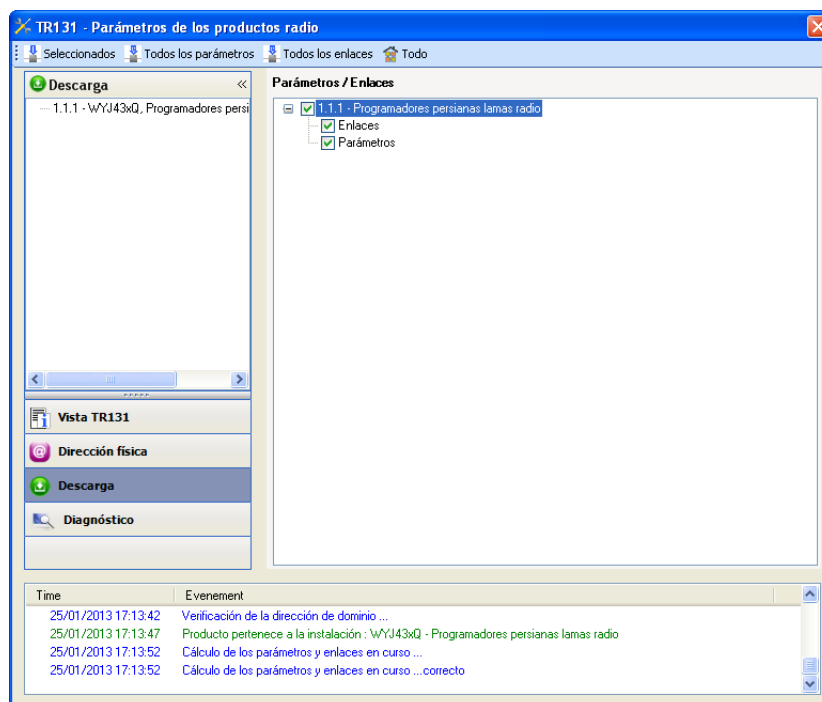 TR131 - Parámetros de los productos radio
Seleccionados Todos los parámetros Todos los enlaces Todo
Descarga «
1.1.1 - WYJ43xQ, Programadores persi
Parámetros / Enlaces
1.1.1 - Programadores persianas lamas radio
Enlaces
Parámetros
Vista TR131
Dirección física
Descarga
Diagnóstico
Time Evenement
25/01/2013 17:13:42 Verificación de la dirección de dominio ...
25/01/2013 17:13:47 Producto pertenece a la instalación : WYJ43xQ - Programadores persianas lamas radio
25/01/2013 17:13:52 Cálculo de los parámetros y enlaces en curso ...
25/01/2013 17:13:52 Cálculo de los parámetros y enlaces en curso ...correcto